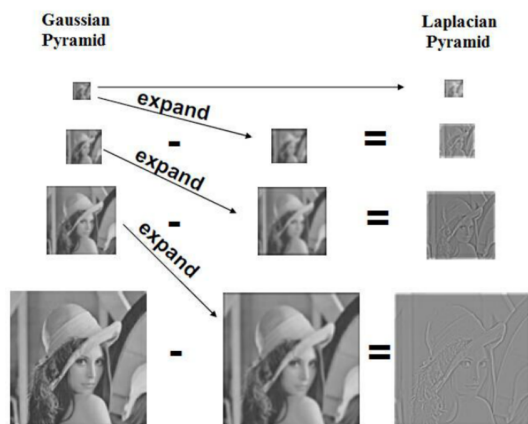 Gaussian
Pyramid
Laplacian
Pyramid
expand
-
=
expand
-
=
expand
-
=